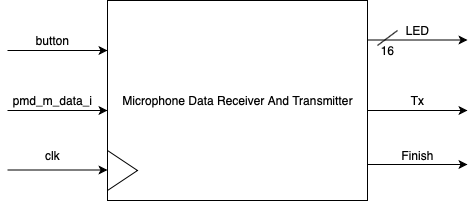 button
pmd_m_data_i
clk
Microphone Data Receiver And Transmitter
LED
16
Tx
Finish